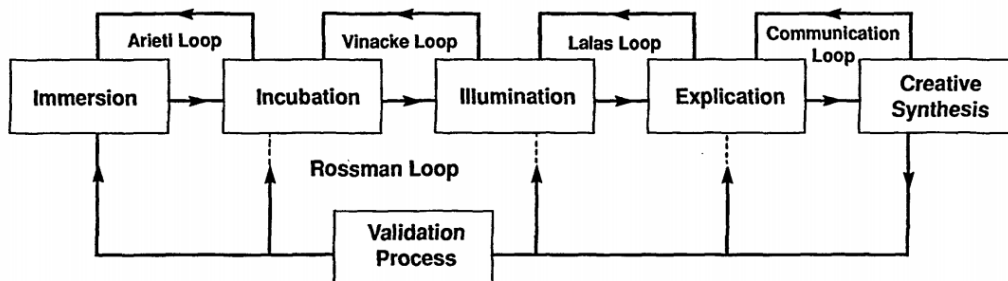 Arieti Loop
Vinacke Loop
Lalas Loop
Communication
Loop
Immersion
Incubation
Illumination
Explication
Creative
Synthesis
Rossman Loop
Validation
Process